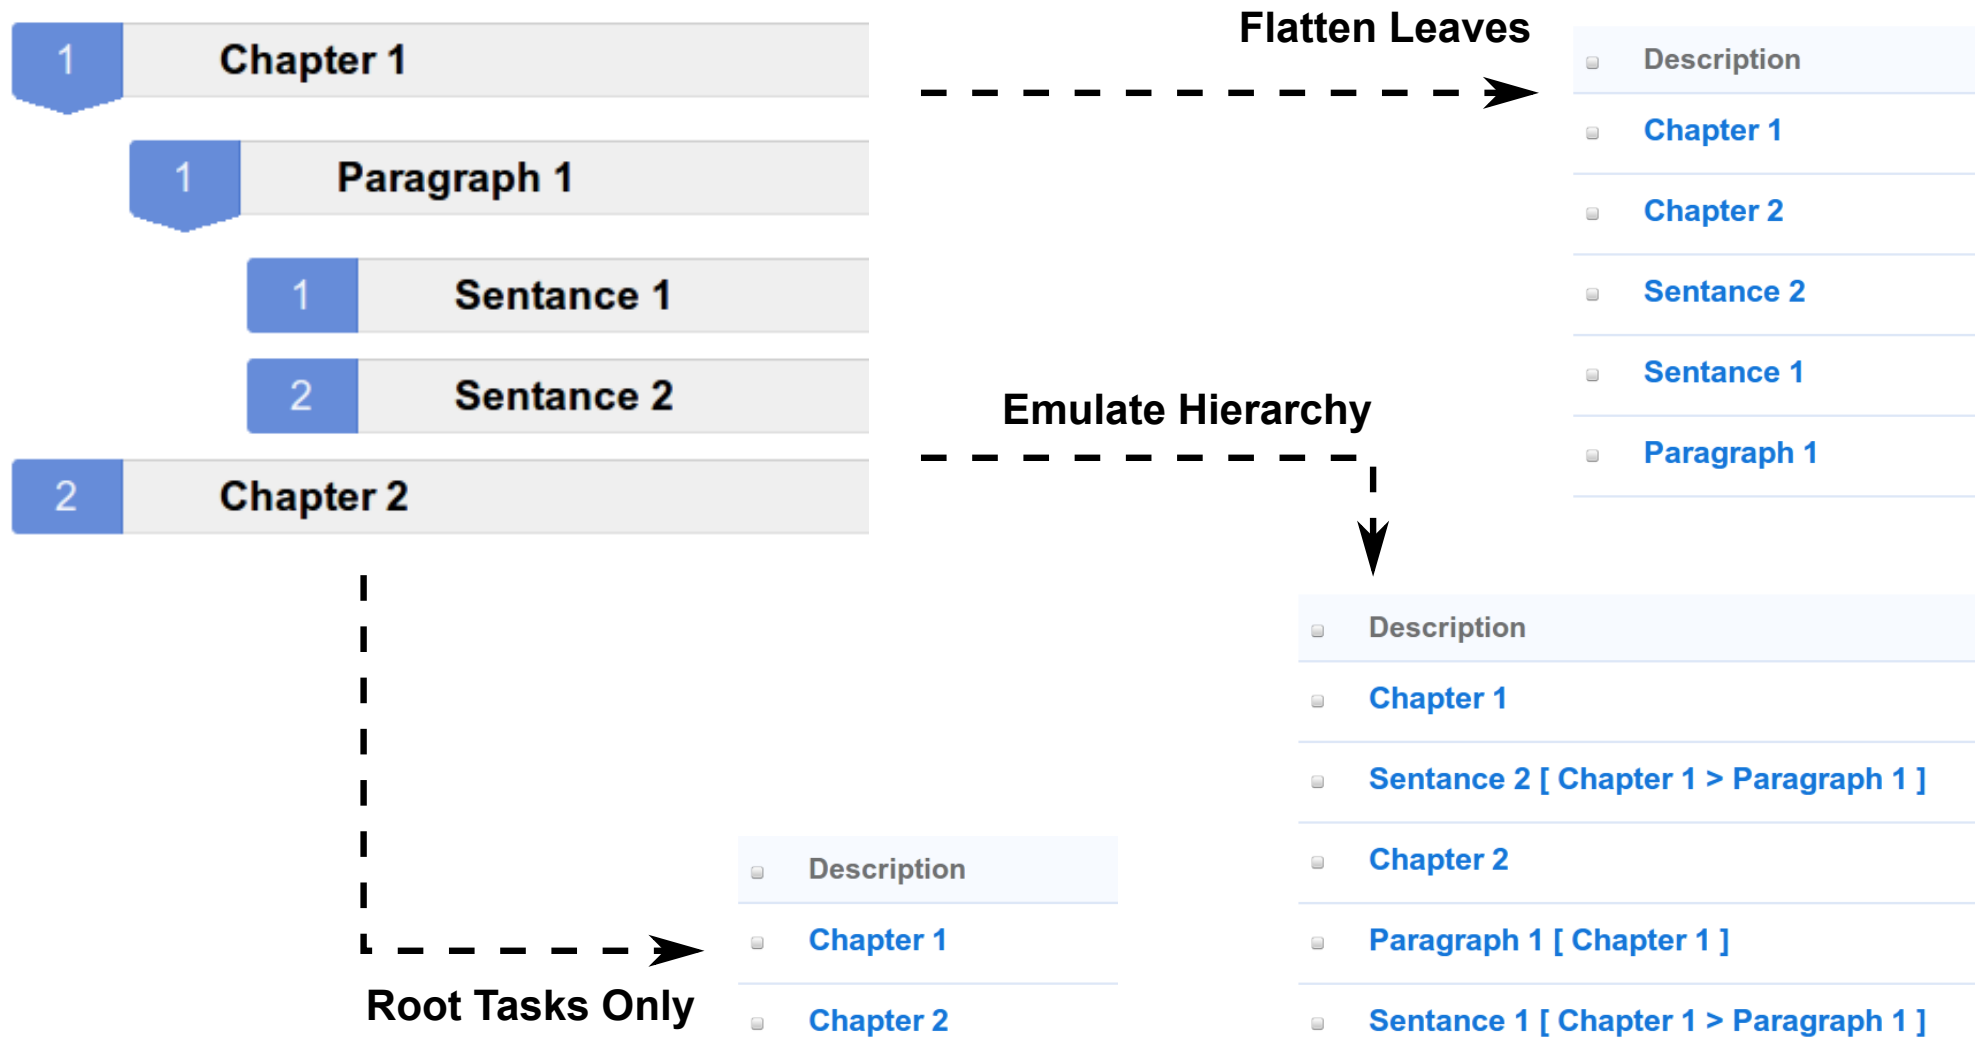 1 Chapter 1
1 Paragraph 1
1 Sentance 1
2 Sentance 2
2 Chapter 2
Flatten Leaves
Description
Chapter 1
Chapter 2
Sentance 2
Sentance 1
Paragraph 1
Emulate Hierarchy
Description
Chapter 1
Sentance 2 [ Chapter 1 > Paragraph 1 ]
Chapter 2
Paragraph 1 [ Chapter 1 ]
Sentance 1 [ Chapter 1 > Paragraph 1 ]
Root Tasks Only
Description
Chapter 1
Chapter 2